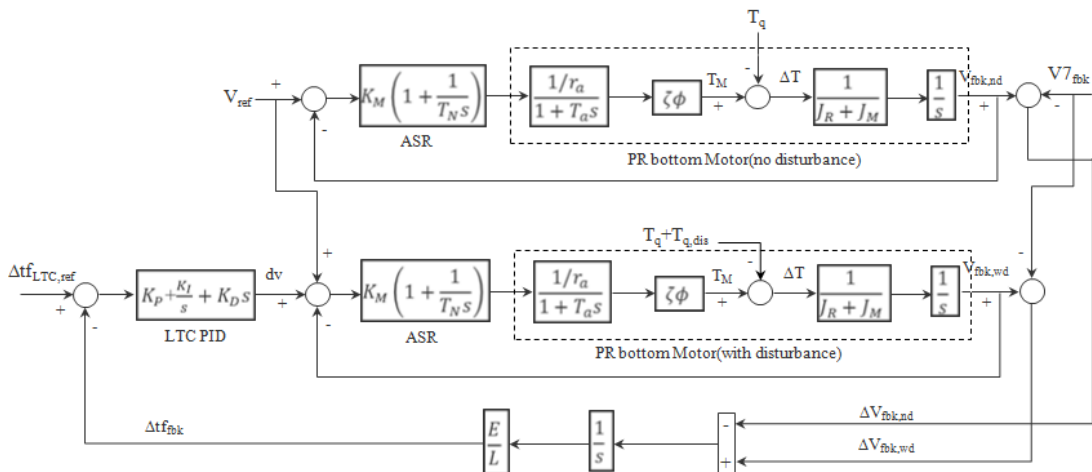 T_q
V_ref
+
-
K_M(1 + 1/(T_N s))
ASR
1/r_a / (1 + T_a s)
ζϕ
T_M
+
-
ΔT
1/(J_R + J_M)
1/s
V_fbk,nd
+
-
V7_fbk
PR bottom Motor(no disturbance)
+
-
ΔtfLTC,ref
+
-
K_P + K_I/s + K_D s
LTC PID
dv
+
-
K_M(1 + 1/(T_N s))
ASR
T_q+T_q,dis
1/r_a / (1 + T_a s)
ζϕ
T_M
+
-
ΔT
1/(J_R + J_M)
1/s
V_fbk,wd
+
PR bottom Motor(with disturbance)
Δtf_fbk
E/L
1/s
-
+
ΔV_fbk,nd
ΔV_fbk,wd